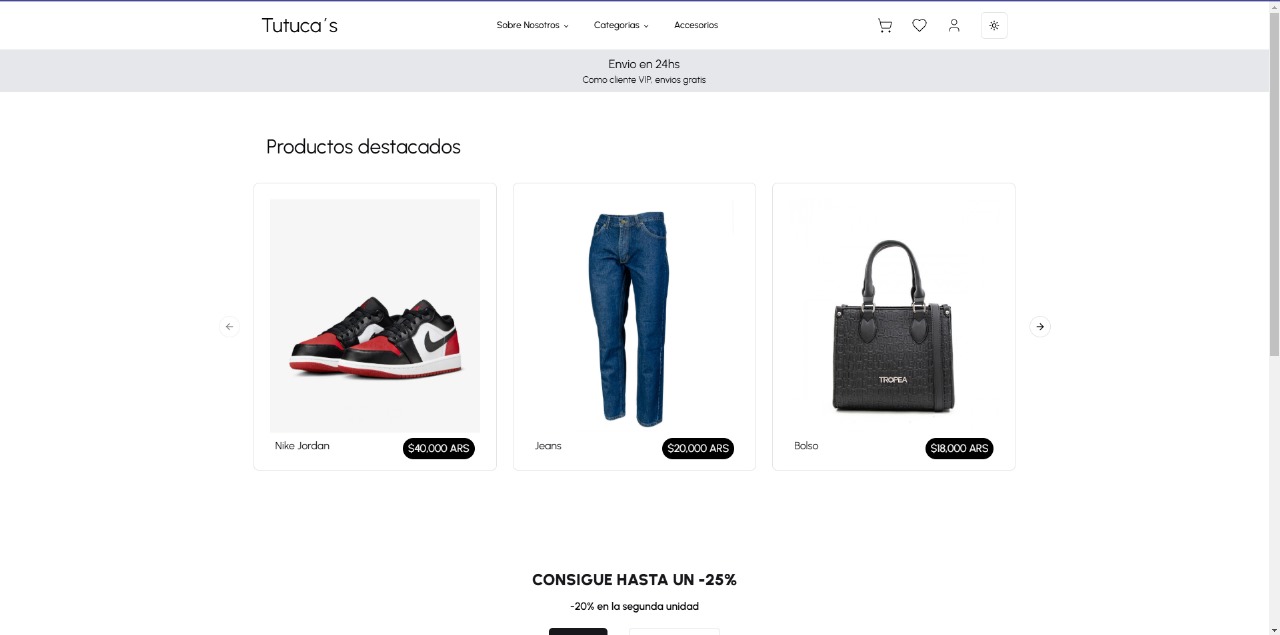 Tutuca´s
Sobre Nosotros
Categorias
Accesorios
Envio en 24hs
Como cliente VIP, envios gratis
Productos destacados
TROPEA
Nike Jordan
$40,000 ARS
Jeans
$20,000 ARS
Bolso
$18,000 ARS
CONSIGUE HASTA UN -25%
-20% en la segunda unidad